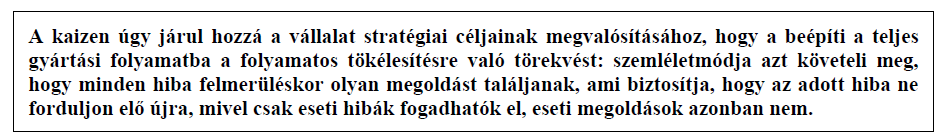 A kaizen úgy járul hozzá a vállalat stratégiai céljainak megvalósításához, hogy a beépíti a teljes
gyártási folyamatba a folyamatos tökélesítésre való törekvést: szemléletmódja azt követeli meg,
hogy minden hiba felmerüléskor olyan megoldást találjanak, ami biztosítja, hogy az adott hiba ne
forduljon elő újra, mivel csak eseti hibák fogadhatók el, eseti megoldások azonban nem.